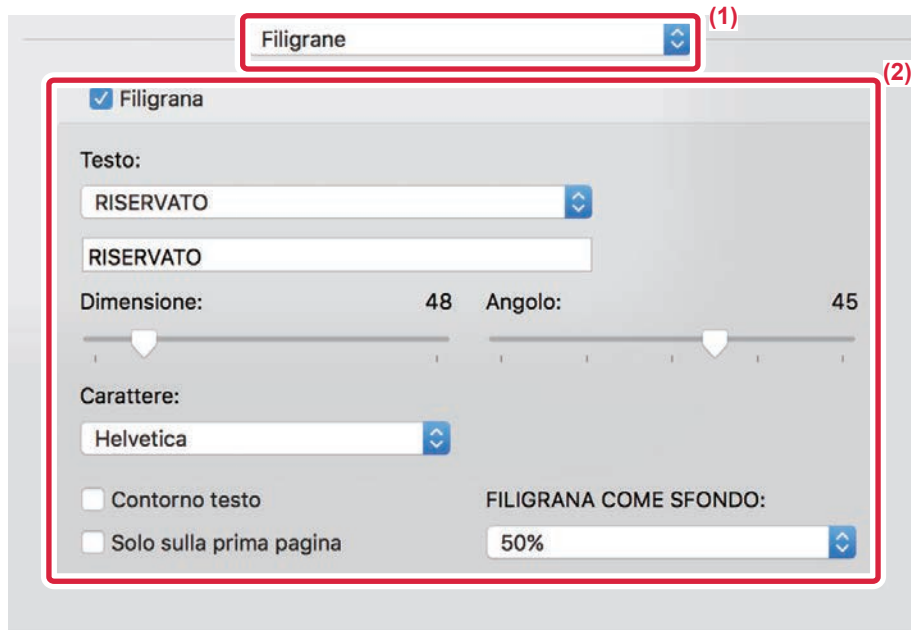 Filigrane
(1)
(2)
Filigrana
Testo:
RISERVATO
RISERVATO
Dimensione: 48 Angolo: 45
Carattere:
Helvetica
Contorno testo FILIGRANA COME SFONDO:
Solo sulla prima pagina 50%